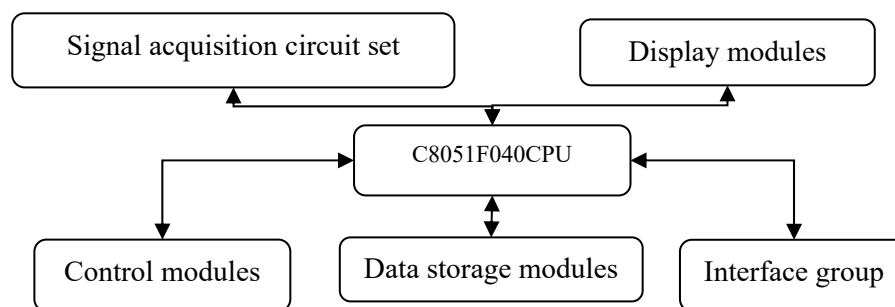 Signal acquisition circuit set
Display modules
C8051F040CPU
Control modules
Data storage modules
Interface group